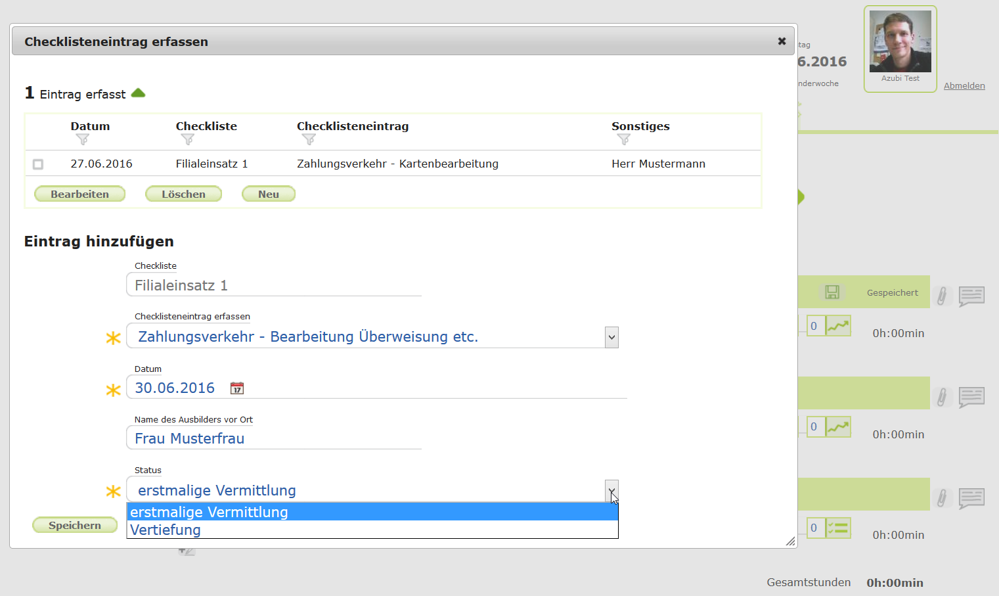 Checklisteneintrag erfassen
tag
6.2016
nderwoche
Azubi Test
Abmelden
1 Eintrag erfasst
Datum Checkliste Checklisteneintrag Sonstiges
27.06.2016 Filialeinsatz 1 Zahlungsverkehr - Kartenbearbeitung Herr Mustermann
Bearbeiten Löschen Neu
Eintrag hinzufügen
Checkliste
Filialeinsatz 1
Checklisteneintrag erfassen
Zahlungsverkehr - Bearbeitung Überweisung etc.
Datum
30.06.2016 17
Name des Ausbilders vor Ort
Frau Musterfrau
Status
erstmalige Vermittlung
erstmalige Vermittlung
Vertiefung
Speichern
Gespeichert
0 0h:00min
0 0h:00min
0 0h:00min
Gesamtstunden 0h:00min